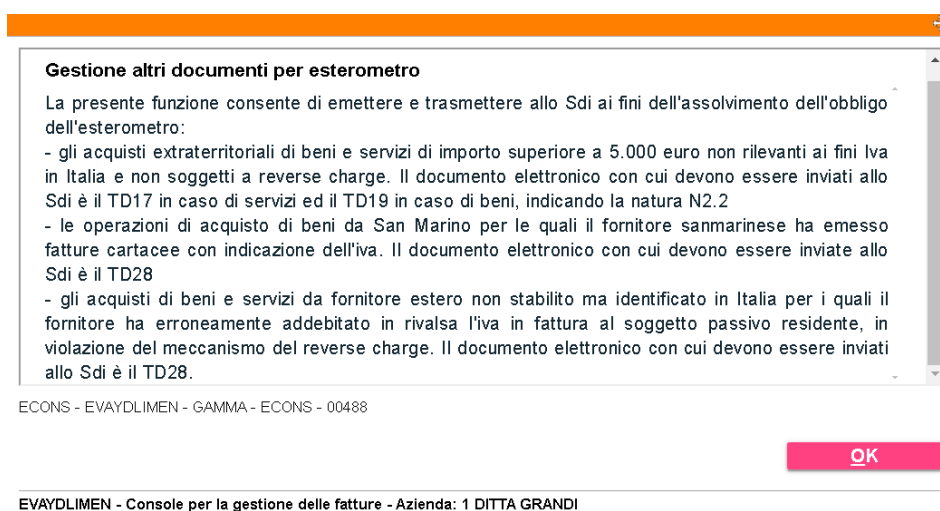 Gestione altri documenti per esterometro
La presente funzione consente di emettere e trasmettere allo Sdi ai fini dell'assolvimento dell'obbligo
dell'esterometro:
- gli acquisti extraterritoriali di beni e servizi di importo superiore a 5.000 euro non rilevanti ai fini Iva
in Italia e non soggetti a reverse charge. Il documento elettronico con cui devono essere inviati allo
Sdi è il TD17 in caso di servizi ed il TD19 in caso di beni, indicando la natura N2.2
- le operazioni di acquisto di beni da San Marino per le quali il fornitore sanmarinese ha emesso
fatture cartacee con indicazione dell'iva. Il documento elettronico con cui devono essere inviate allo
Sdi è il TD28
- gli acquisti di beni e servizi da fornitore estero non stabilito ma identificato in Italia per i quali il
fornitore ha erroneamente addebitato in rivalsa l'iva in fattura al soggetto passivo residente, in
violazione del meccanismo del reverse charge. Il documento elettronico con cui devono essere inviati
allo Sdi è il TD28.
ECONS - EVAYDLIMEN - GAMMA - ECONS - 00488
OK
EVAYDLIMEN - Console per la gestione delle fatture - Azienda: 1 DITTA GRANDI